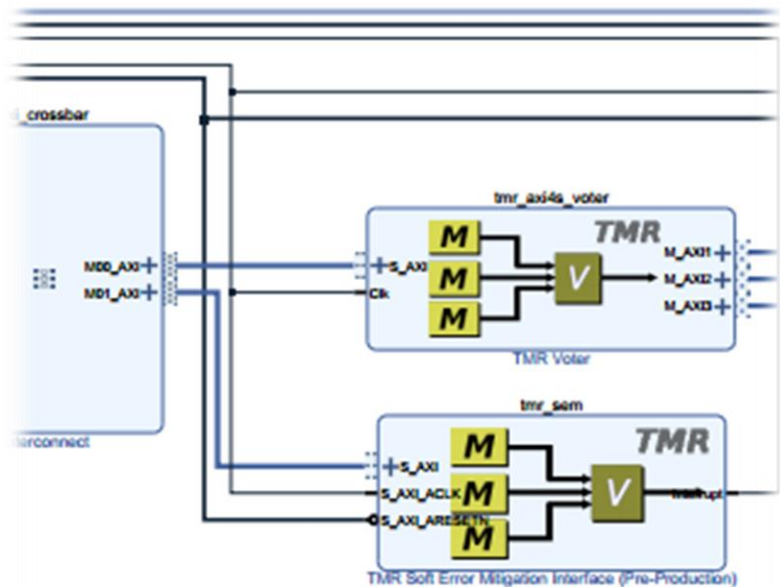 _crossbar
M00_AXI
M01_AXI
erconnect
tmr_axi4s_voter
TMR
S_AXI
Clk
M
M
M
V
M_AXI1
M_AXI2
M_AXI3
TMR Voter
tmr_sem
TMR
S_AXI
S_AXI_ACLK
S_AXI_ARESETN
M
M
M
V
Interrupt
TMR Soft Error Mitigation Interface (Pre-Production)